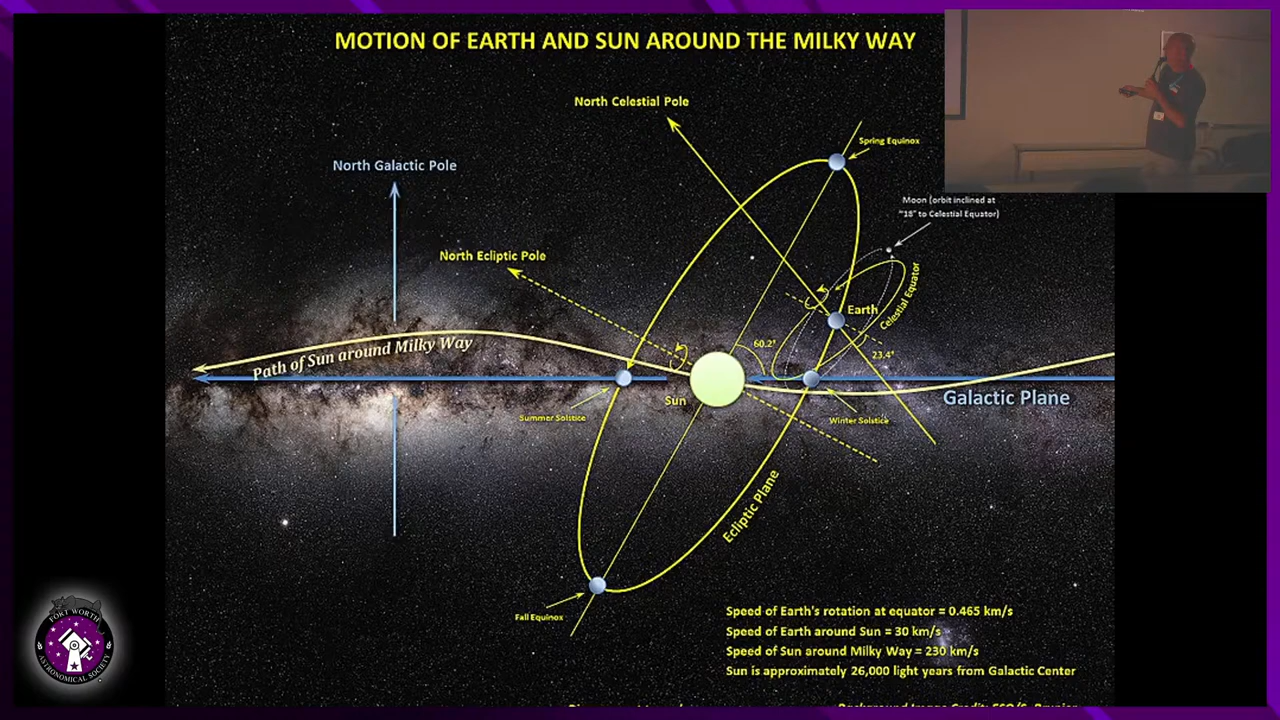 MOTION OF EARTH AND SUN AROUND THE MILKY WAY
North Celestial Pole
Spring Equinox
North Galactic Pole
Moon (orbit inclined at
~18° to Celestial Equator)
North Ecliptic Pole
Celestial Equator
Earth
Path of Sun around Milky Way
60.2°
23.4°
Sun
Galactic Plane
Summer Solstice
Winter Solstice
Ecliptic Plane
Fall Equinox
Speed of Earth's rotation at equator = 0.465 km/s
Speed of Earth around Sun = 30 km/s
Speed of Sun around Milky Way = 230 km/s
Sun is approximately 26,000 light years from Galactic Center
Background Image Credit: ESO/S. Brunier
FORT WORTH
ASTRONOMICAL SOCIETY